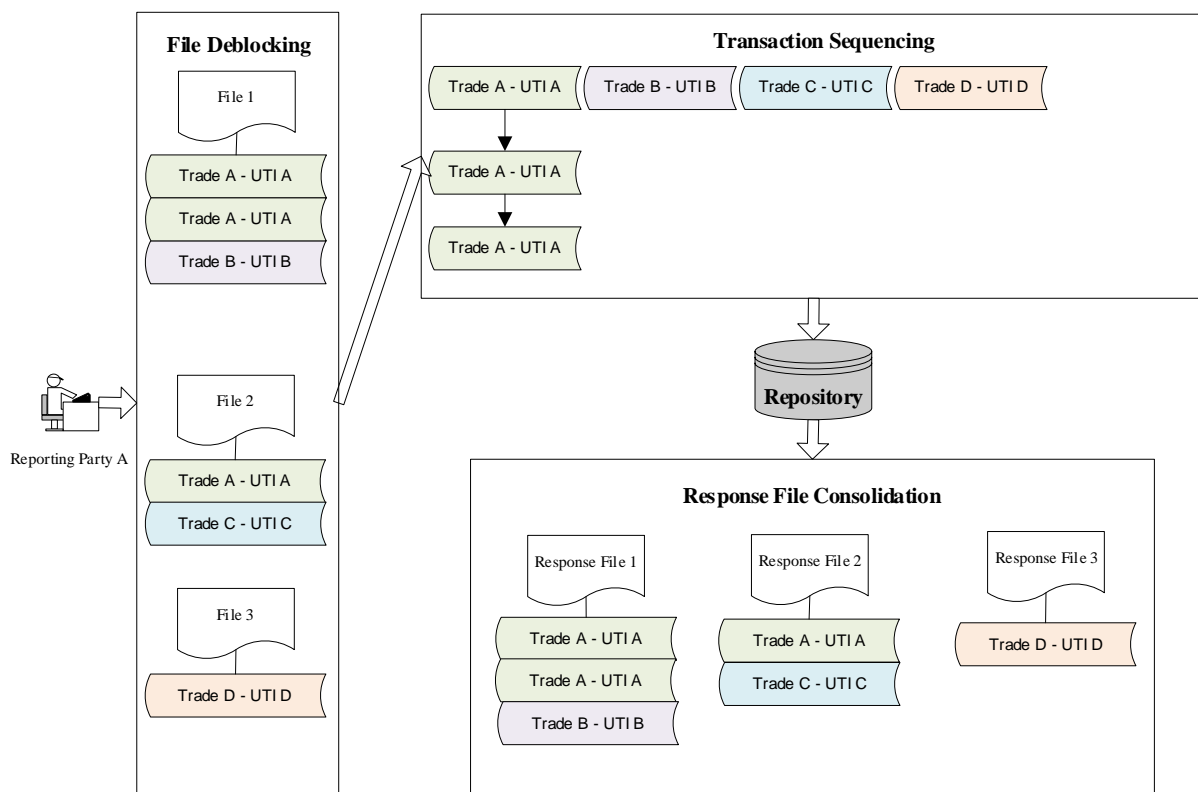 File Deblocking
File 1
Trade A - UTI A
Trade A - UTI A
Trade B - UTI B
File 2
Trade A - UTI A
Trade C - UTI C
File 3
Trade D - UTI D
Reporting Party A
Transaction Sequencing
Trade A - UTI A
Trade B - UTI B
Trade C - UTI C
Trade D - UTI D
Trade A - UTI A
Trade A - UTI A
Repository
Response File Consolidation
Response File 1
Trade A - UTI A
Trade A - UTI A
Trade B - UTI B
Response File 2
Trade A - UTI A
Trade C - UTI C
Response File 3
Trade D - UTI D